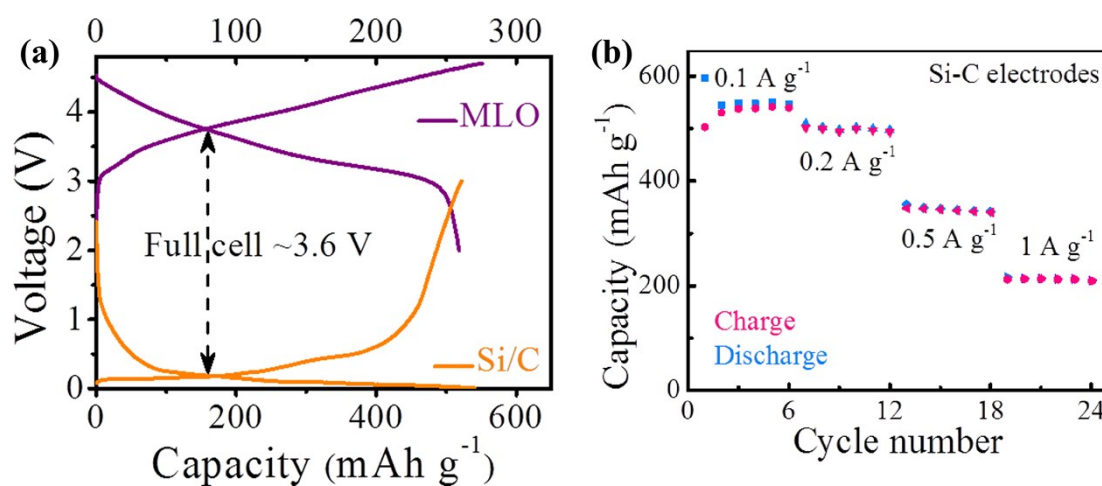 0 100 200 300
(a)
Voltage (V)
4
3
2
1
0
MLO
Full cell ~3.6 V
Si/C
0 200 400 600
Capacity (mAh g⁻¹)
(b)
Capacity (mAh g⁻¹)
600
400
200
0
Si-C electrodes
0.1 A g⁻¹
0.2 A g⁻¹
0.5 A g⁻¹
1 A g⁻¹
Charge
Discharge
0 6 12 18 24
Cycle number